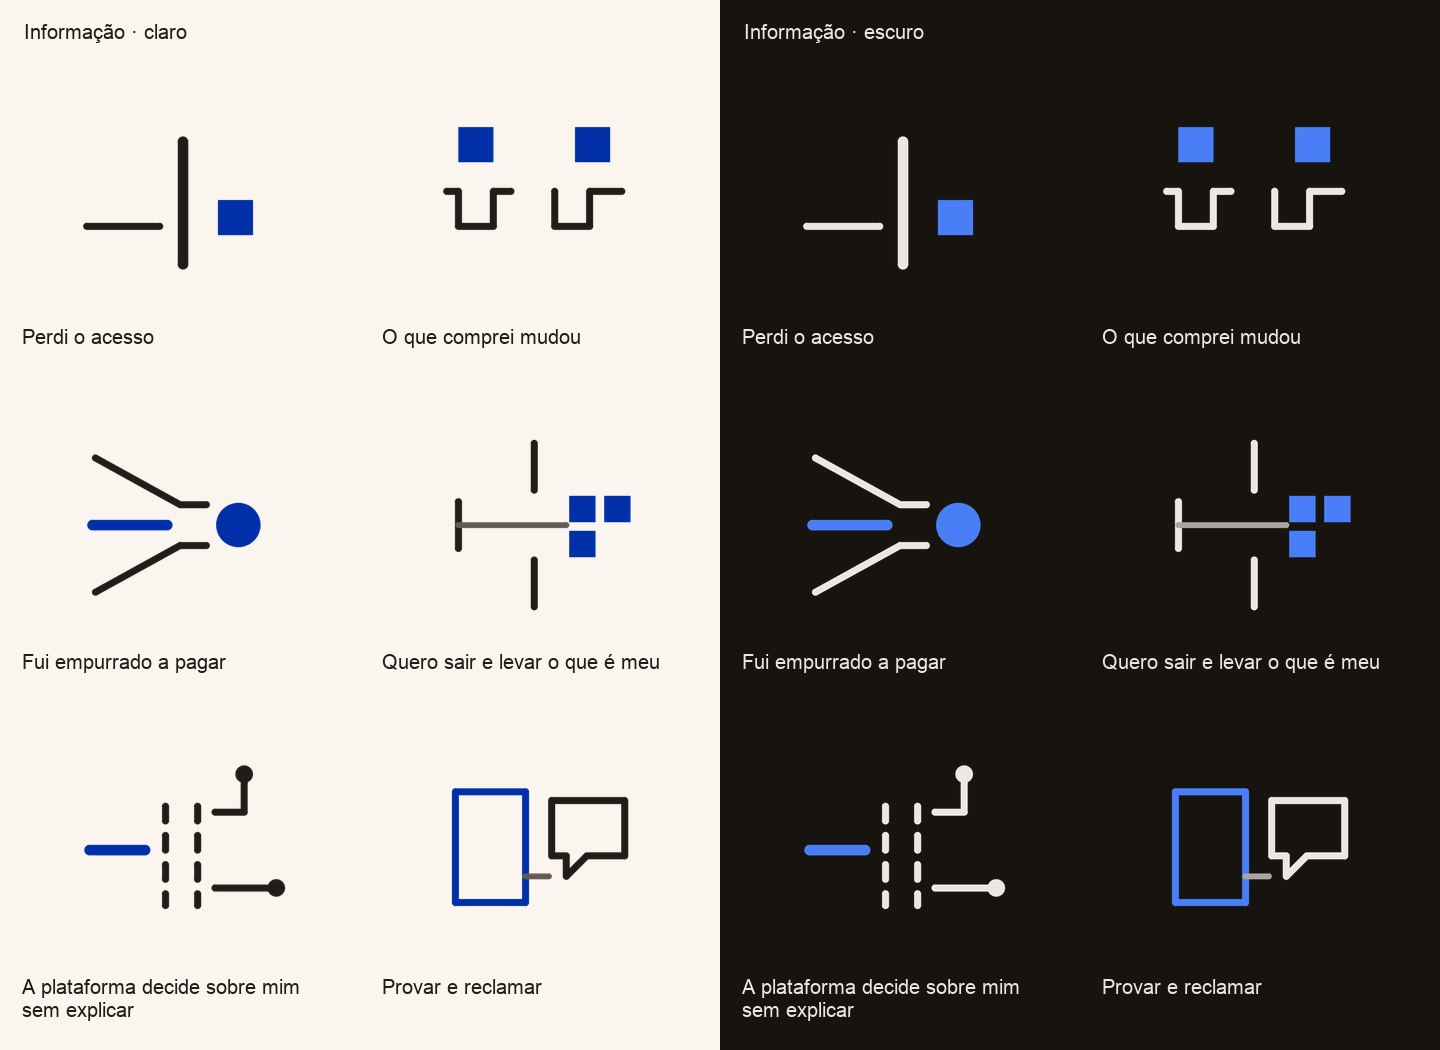 Informação · claro
Perdi o acesso
O que comprei mudou
Fui empurrado a pagar
Quero sair e levar o que é meu
A plataforma decide sobre mim
sem explicar
Provar e reclamar
Informação · escuro
Perdi o acesso
O que comprei mudou
Fui empurrado a pagar
Quero sair e levar o que é meu
A plataforma decide sobre mim
sem explicar
Provar e reclamar